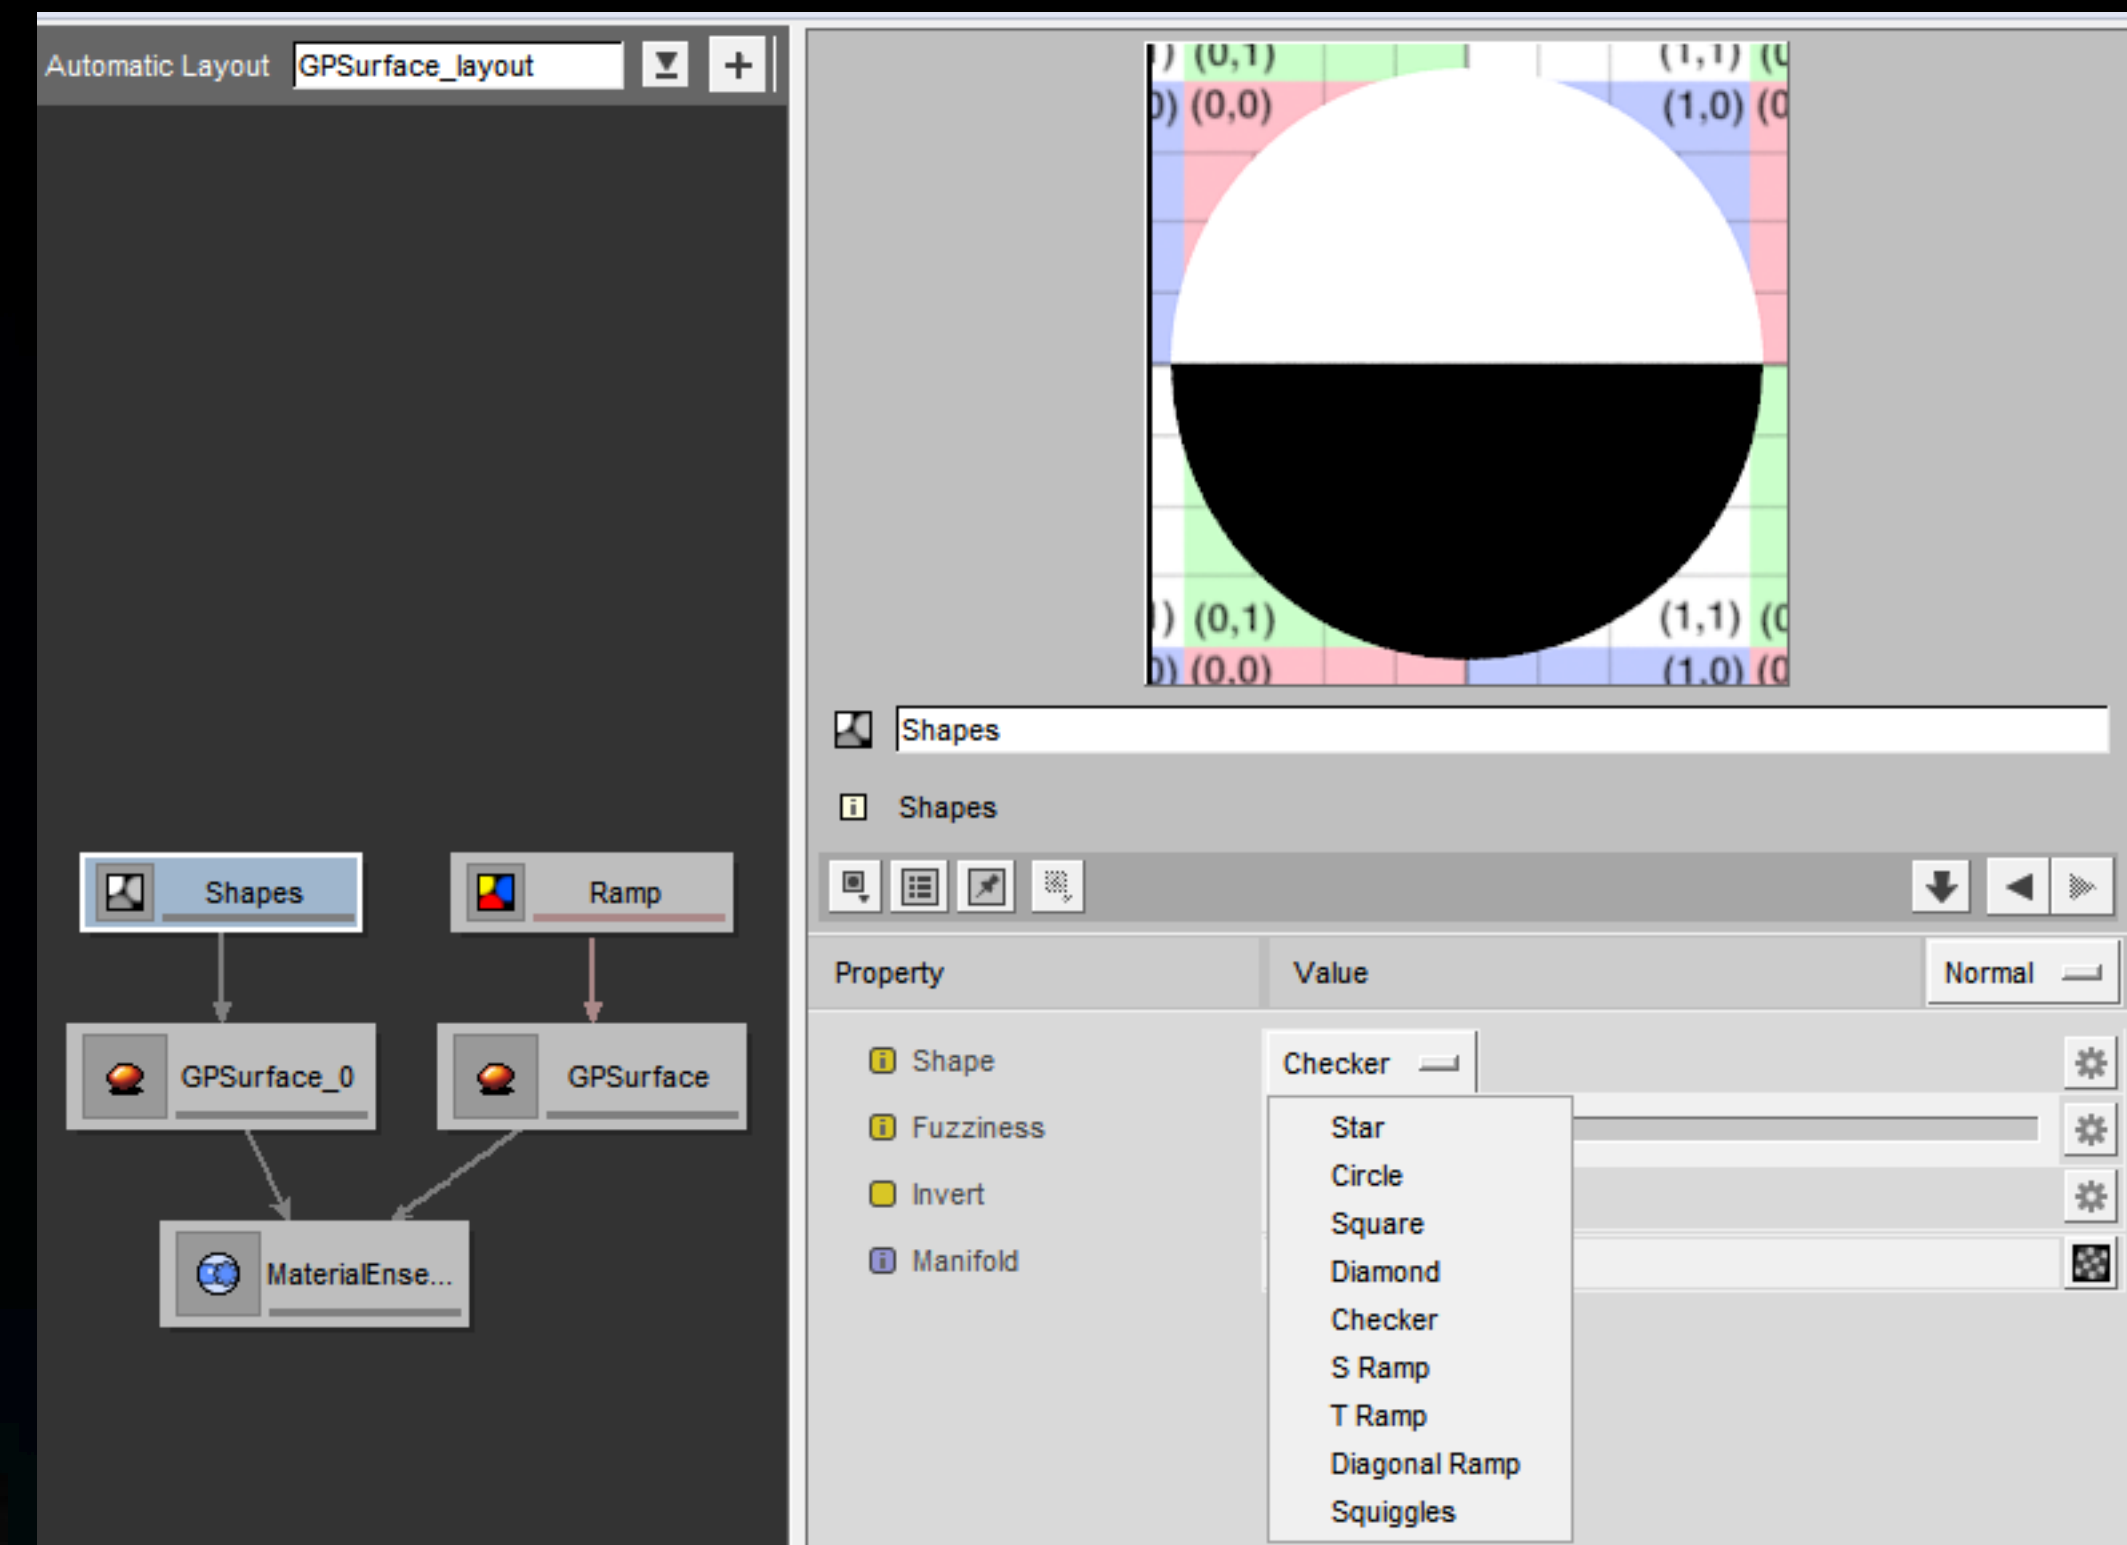 Automatic Layout GPSurface_layout
(0,1) (1,1)
(0,0) (1,0)
(0,1) (1,1)
(0,0) (1,0)
Shapes
Shapes
Shapes Ramp
GPSurface_0 GPSurface
MaterialEnse...
Property Value Normal
Shape Checker
Fuzziness
Invert
Manifold
Star
Circle
Square
Diamond
Checker
S Ramp
T Ramp
Diagonal Ramp
Squiggles